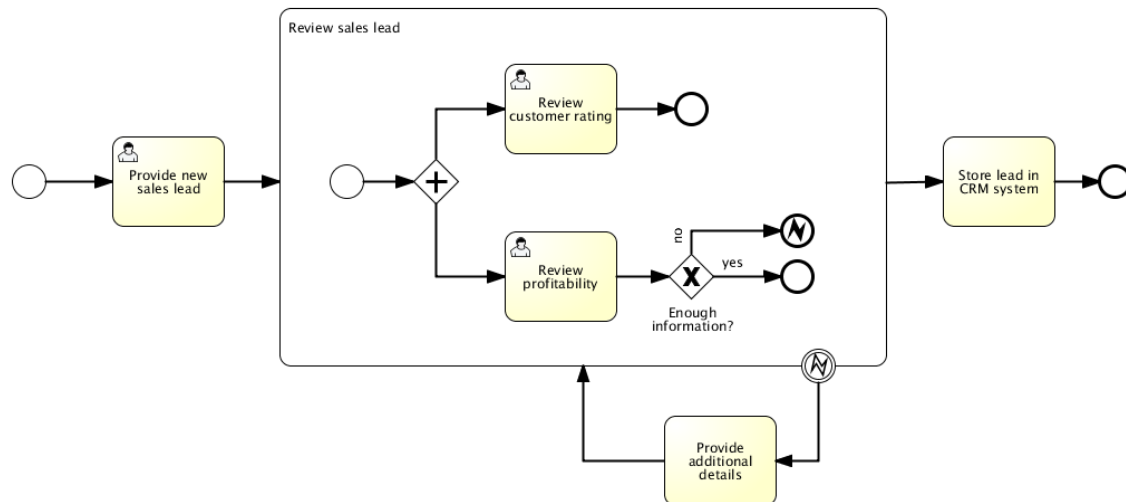 Review sales lead
Review
customer rating
Provide new
sales lead
Store lead in
CRM system
no
yes
Review
profitability
Enough
information?
Provide
additional
details